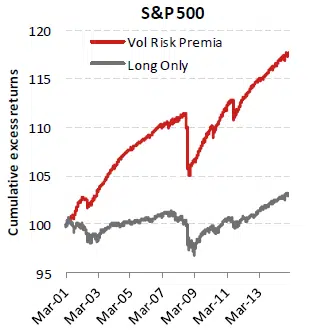 S&P500
120
Vol Risk Premia
Long Only
115
110
105
100
95
Cumulative excess returns
Mar-01
Mar-03
Mar-05
Mar-07
Mar-09
Mar-11
Mar-13